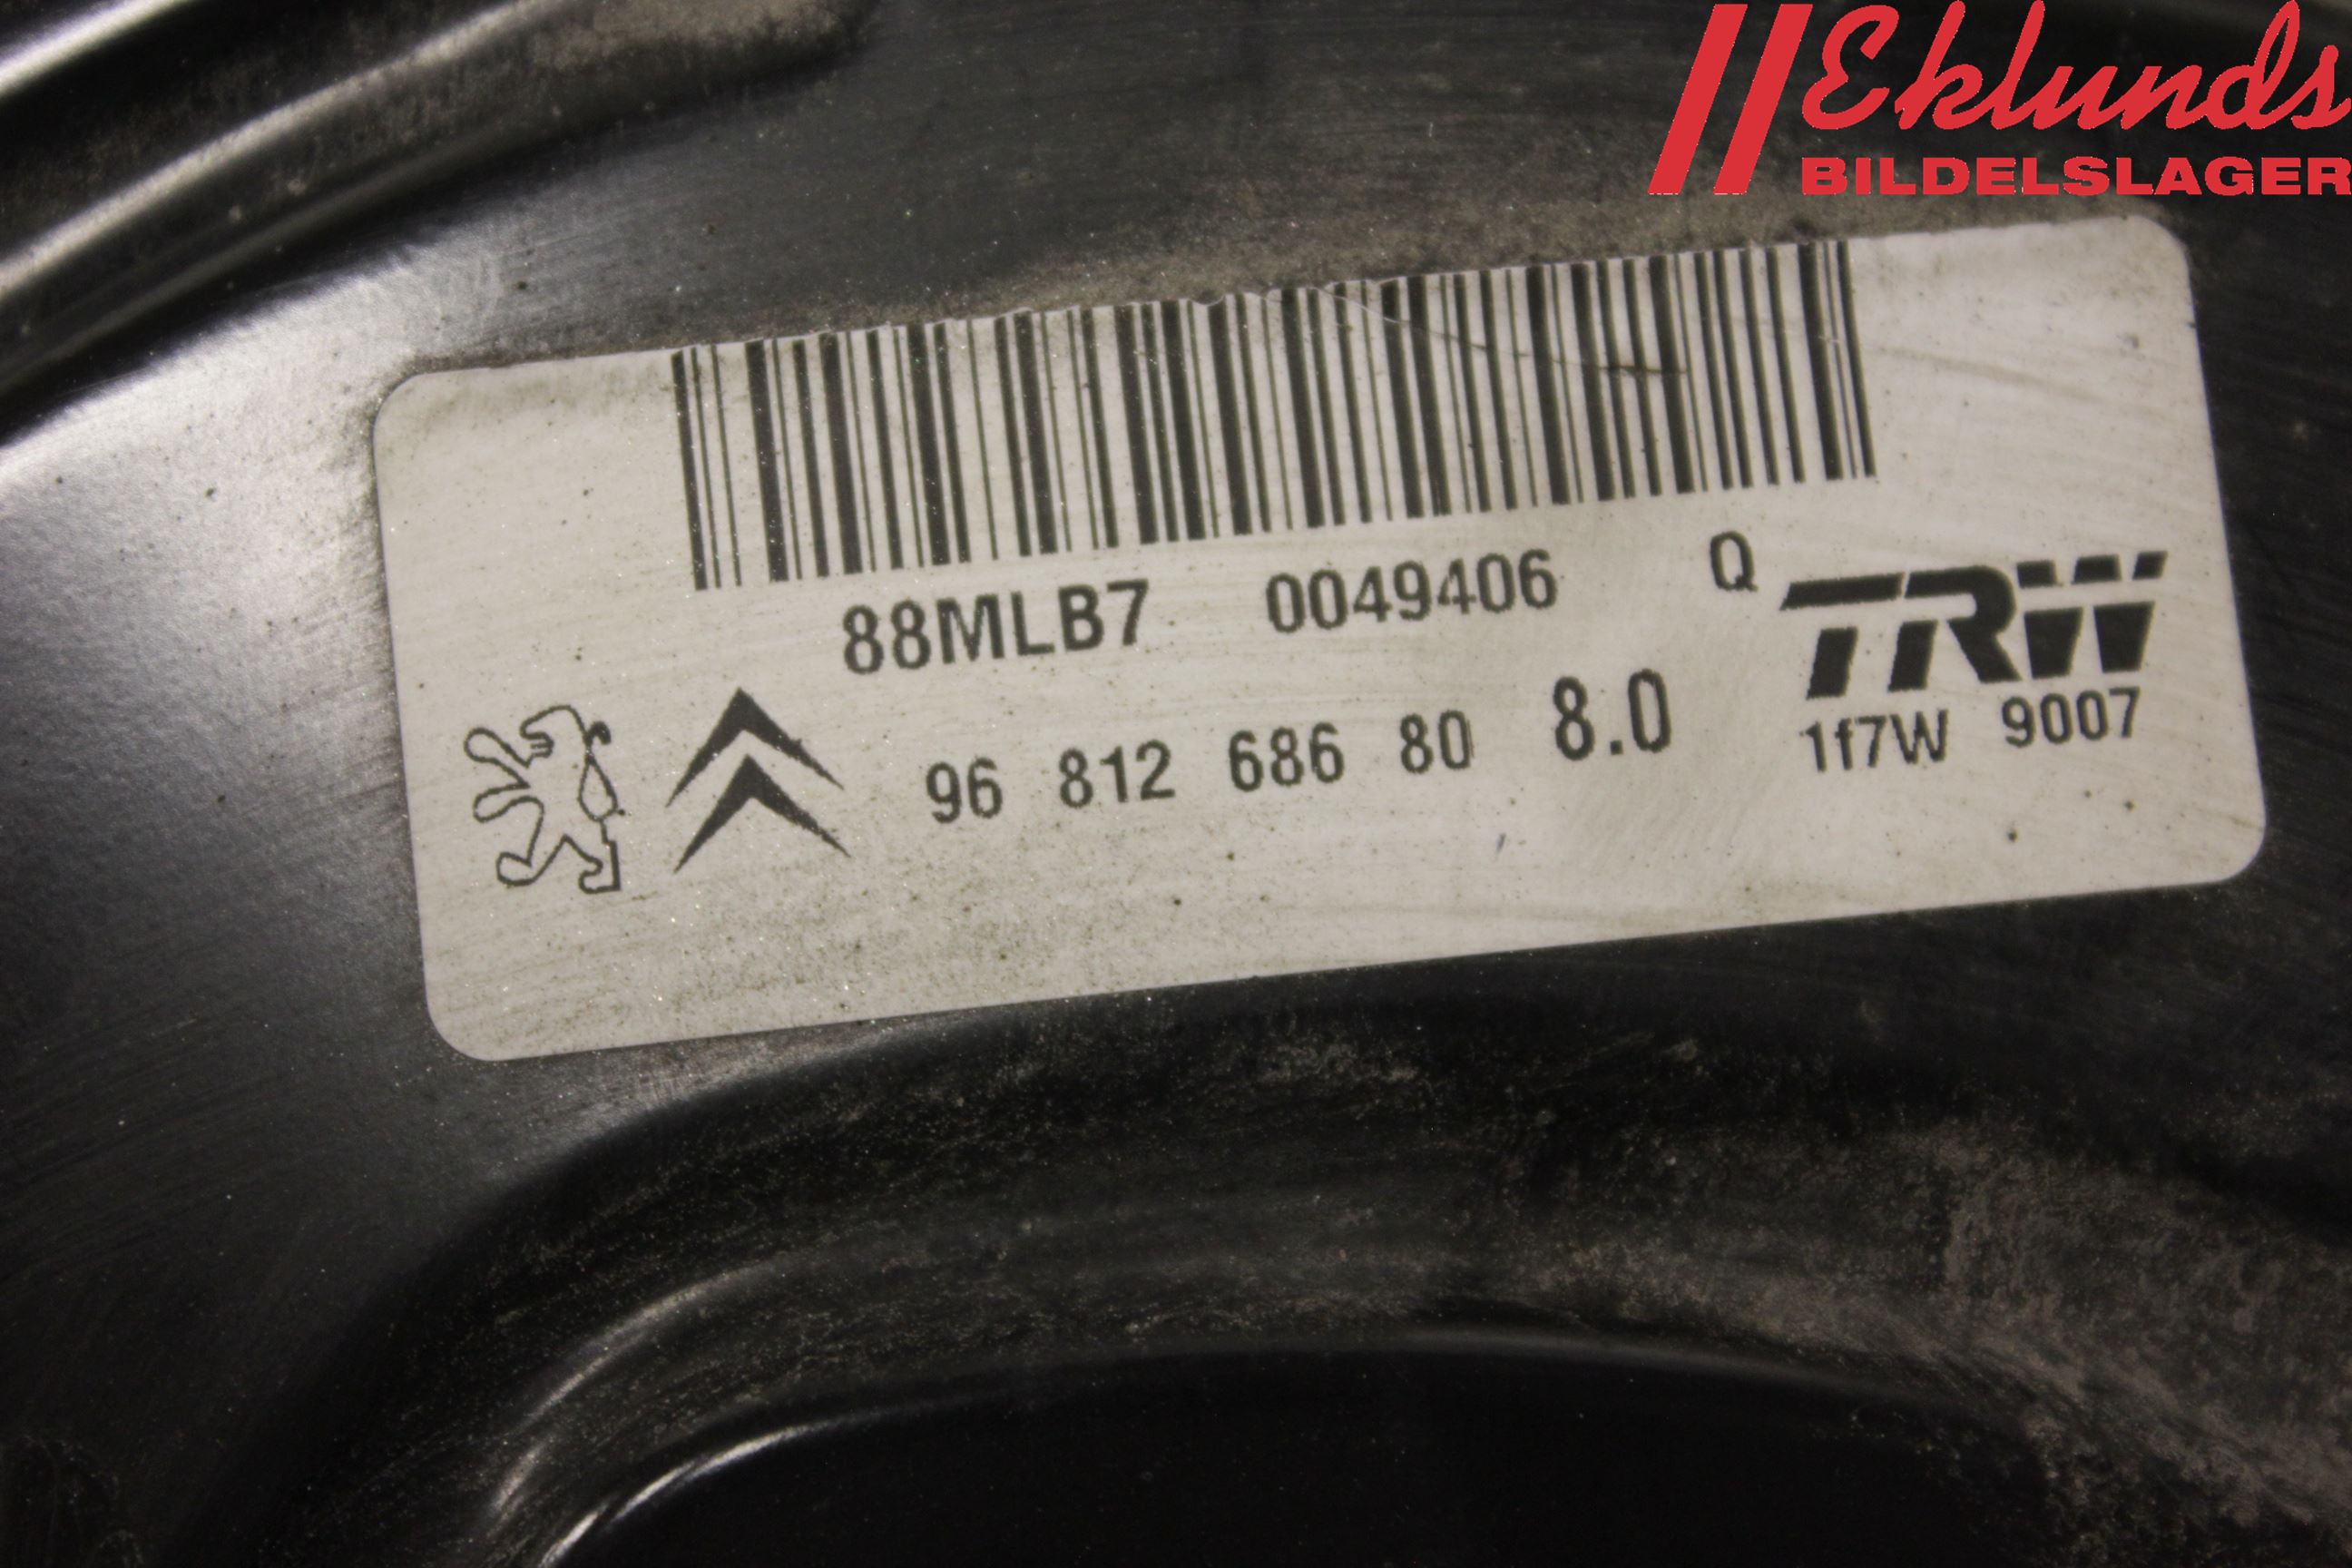 Eklunds
BILDELSLAGER
88MLB7 0049406 Q
TRW
96 812 686 80 8.0
1f7W 9007